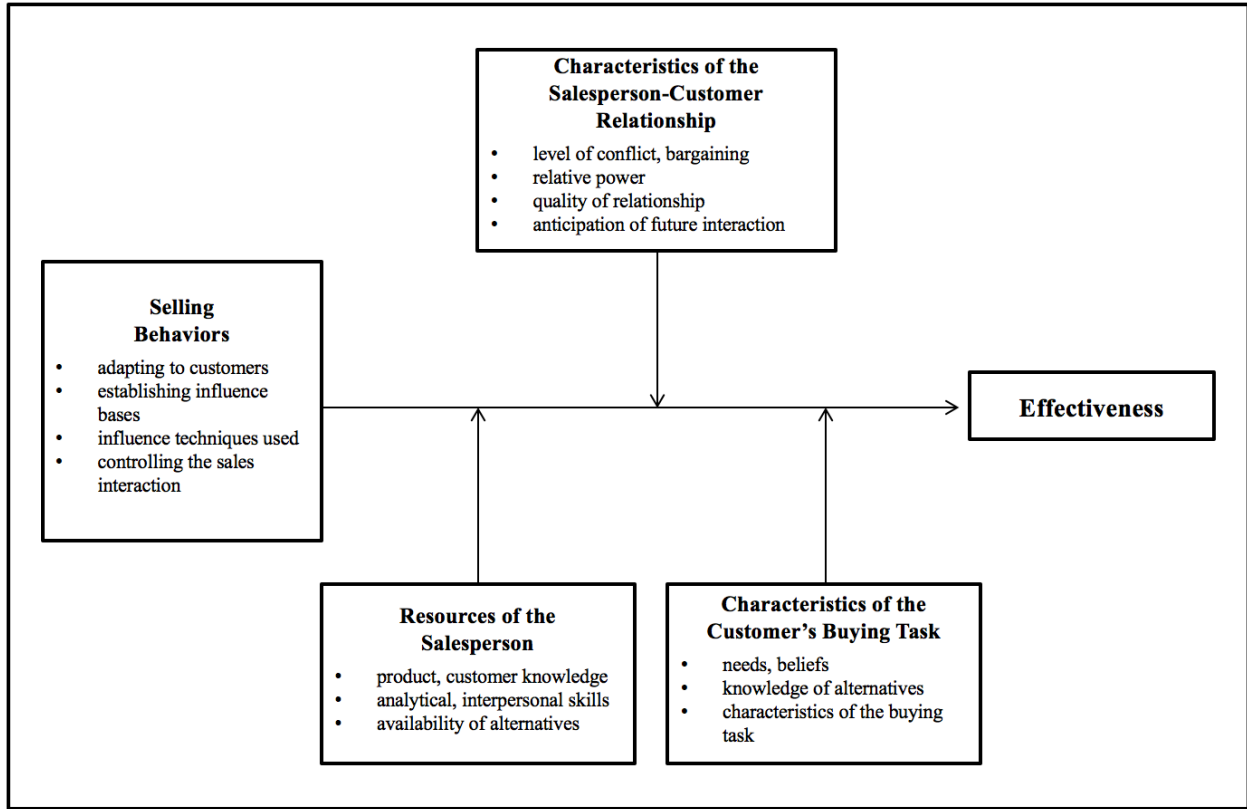 Characteristics of the
Salesperson-Customer
Relationship
• level of conflict, bargaining
• relative power
• quality of relationship
• anticipation of future interaction
Selling
Behaviors
• adapting to customers
• establishing influence
bases
• influence techniques used
• controlling the sales
interaction
Effectiveness
Resources of the
Salesperson
• product, customer knowledge
• analytical, interpersonal skills
• availability of alternatives
Characteristics of the
Customer’s Buying Task
• needs, beliefs
• knowledge of alternatives
• characteristics of the buying
task